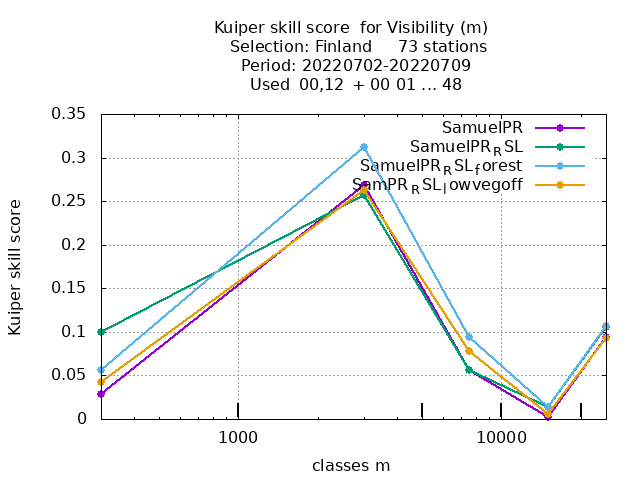 Kuiper skill score  for Visibility (m)
Selection: Finland     73 stations
Period: 20220702-20220709
Used  00,12  + 00 01 ... 48
SamuelPR
SamuelPR_RSL
SamuelPR_RSL_forest
SamPR_RSL_lowvegoff
0.35
0.3
0.25
0.2
0.15
0.1
0.05
0
Kuiper skill score
1000
10000
classes m